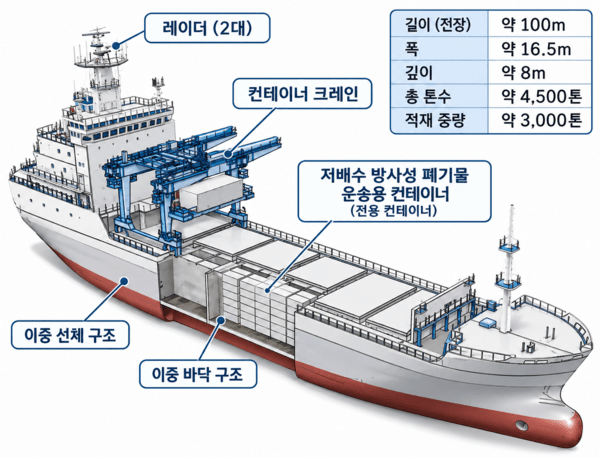 레이더 (2대)
컨테이너 크레인
저배수 방사성 폐기물
운송용 컨테이너
(전용 컨테이너)
이중 선체 구조
이중 바닥 구조
길이 (전장) 약 100m
폭 약 16.5m
깊이 약 8m
총 톤수 약 4,500톤
적재 중량 약 3,000톤